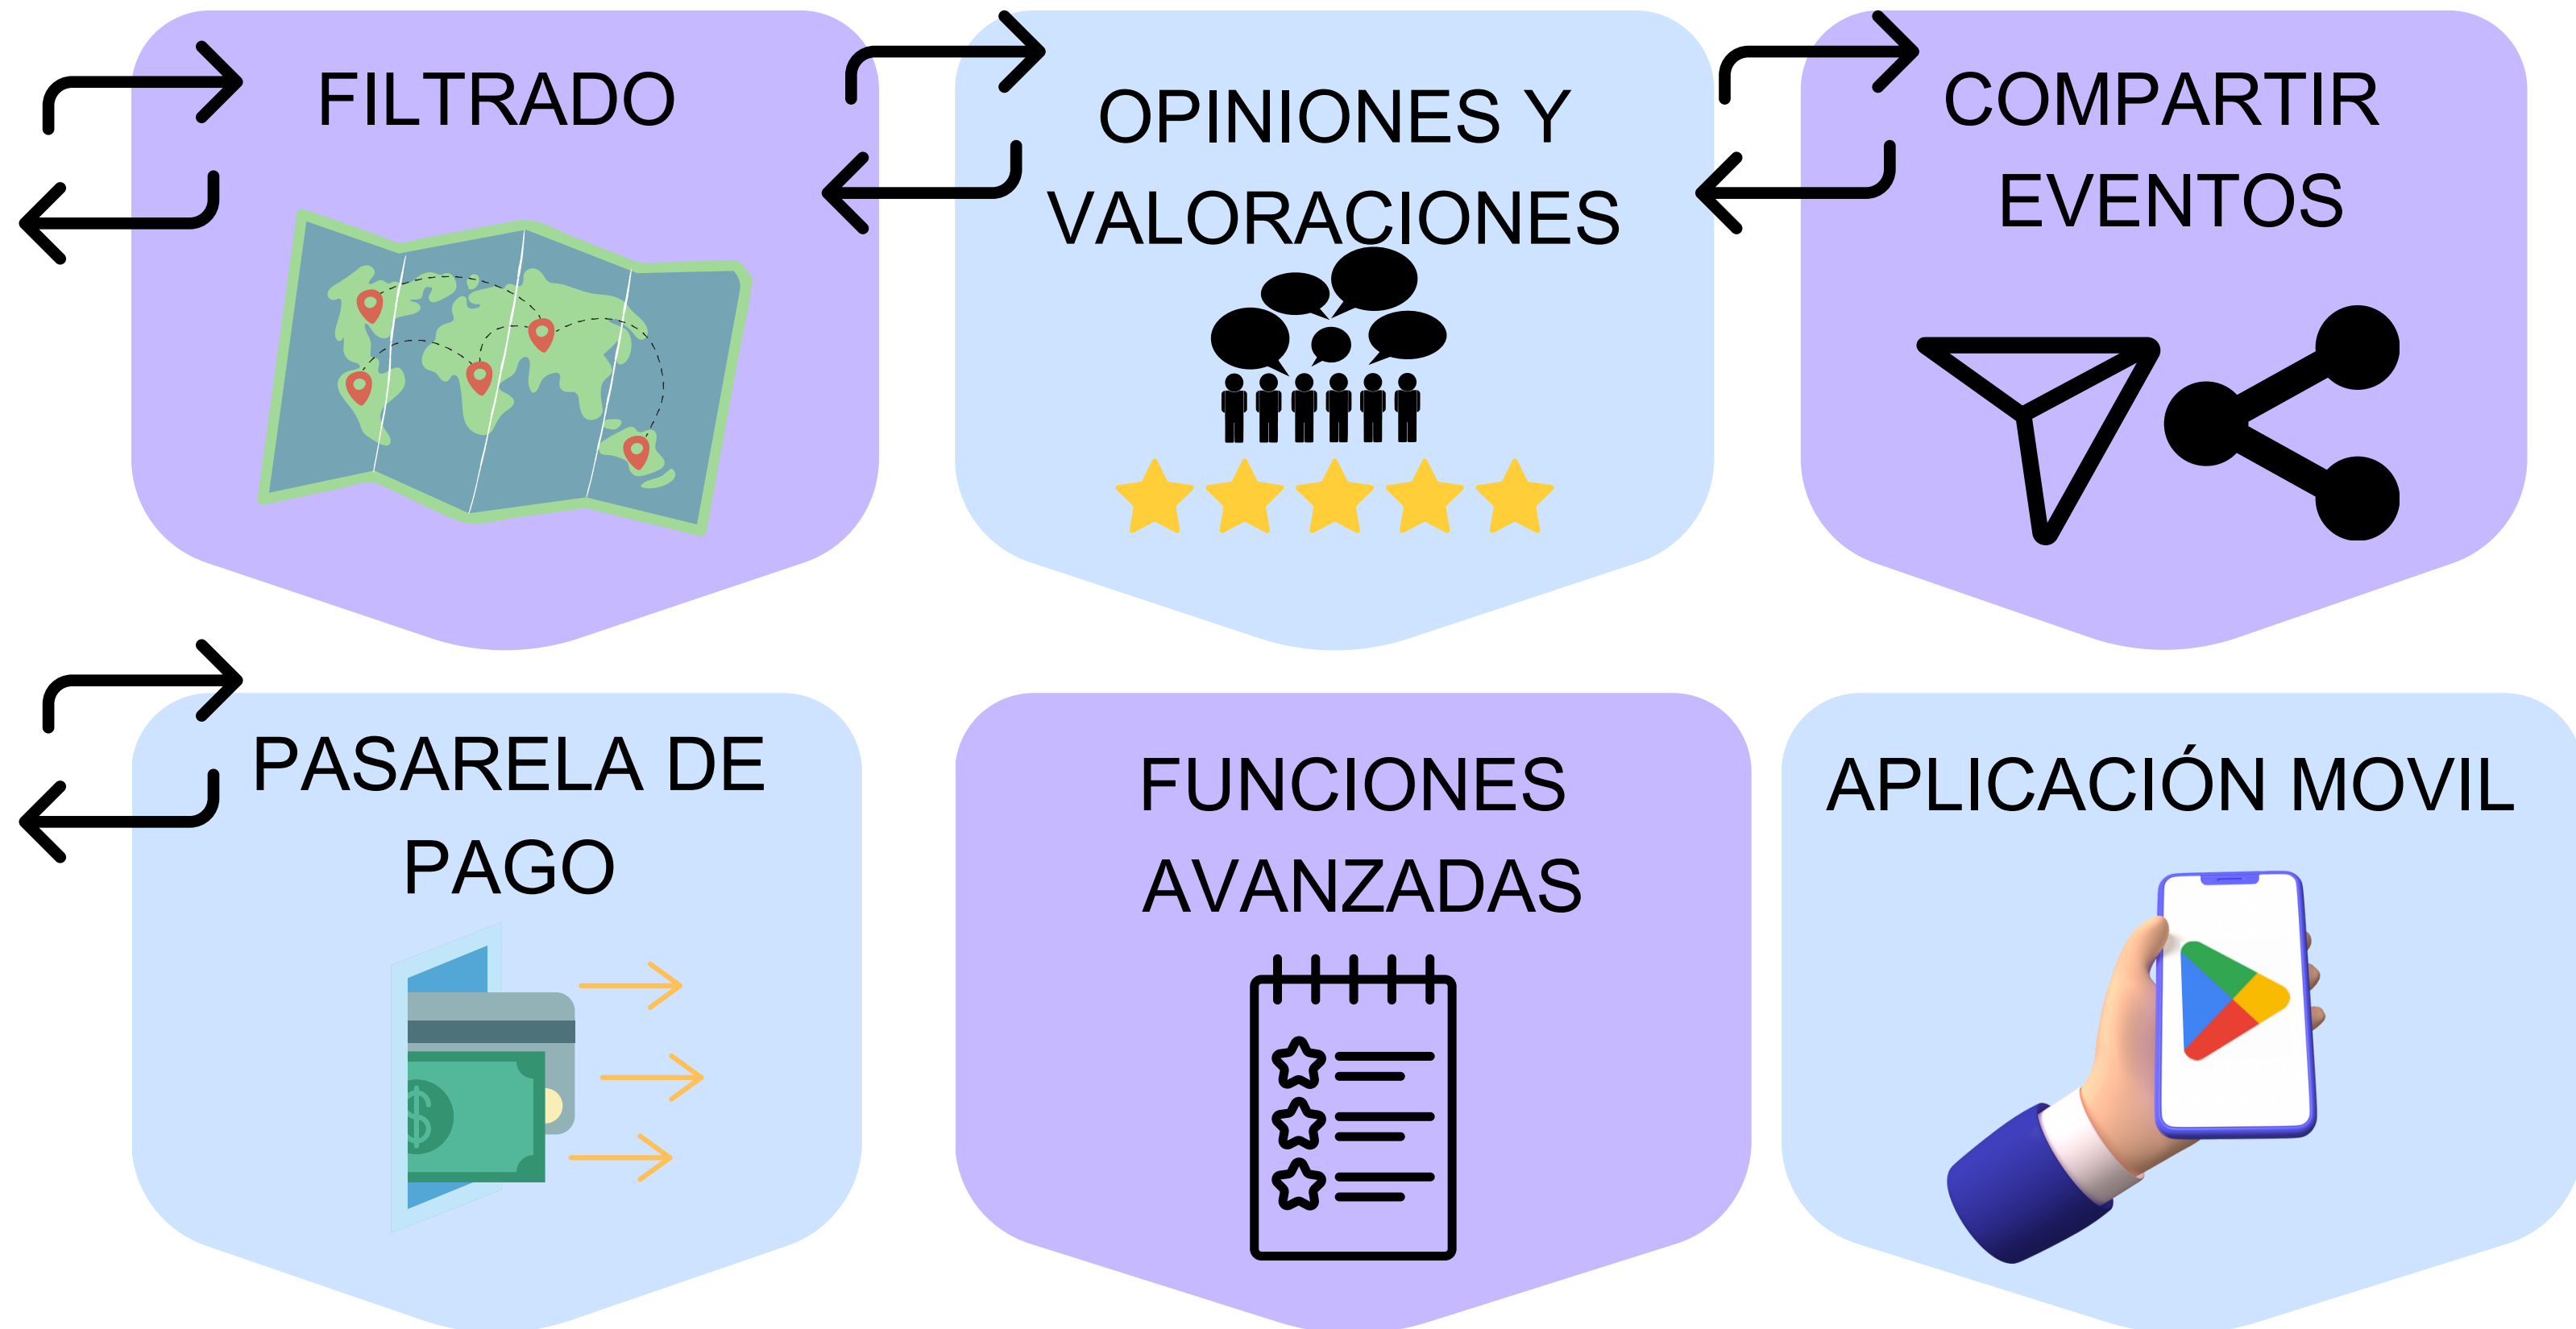 FILTRADO
OPINIONES Y
VALORACIONES
COMPARTIR
EVENTOS
PASARELA DE
PAGO
$
FUNCIONES
AVANZADAS
APLICACIÓN MOVIL